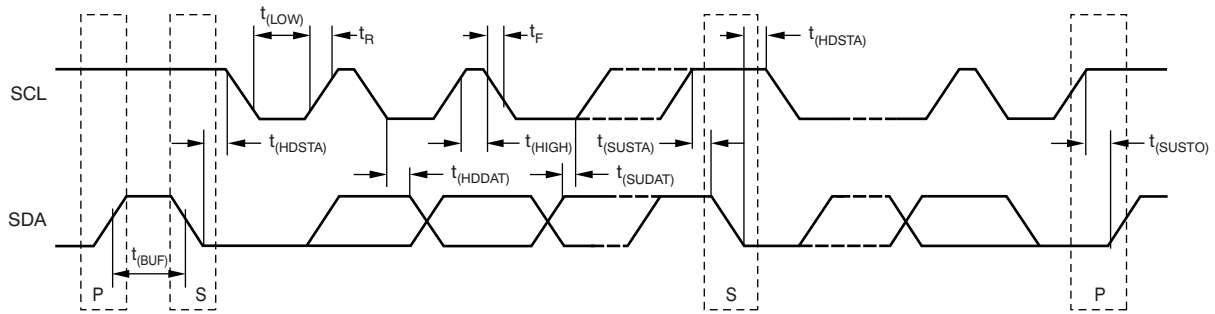 t(LOW)
tR
tF
t(HDSTA)
SCL
t(HDSTA)
t(HIGH)
t(SUSTA)
t(SUSTO)
t(HDDAT)
t(SUDAT)
SDA
t(BUF)
P
S
S
P